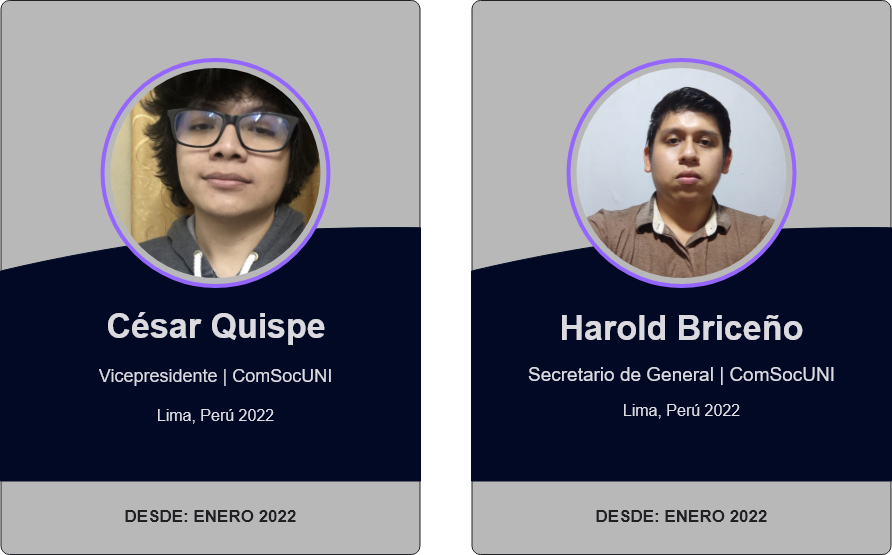 César Quispe
Vicepresidente | ComSocUNI
Lima, Perú 2022
DESDE: ENERO 2022
Harold Briceño
Secretario de General | ComSocUNI
Lima, Perú 2022
DESDE: ENERO 2022